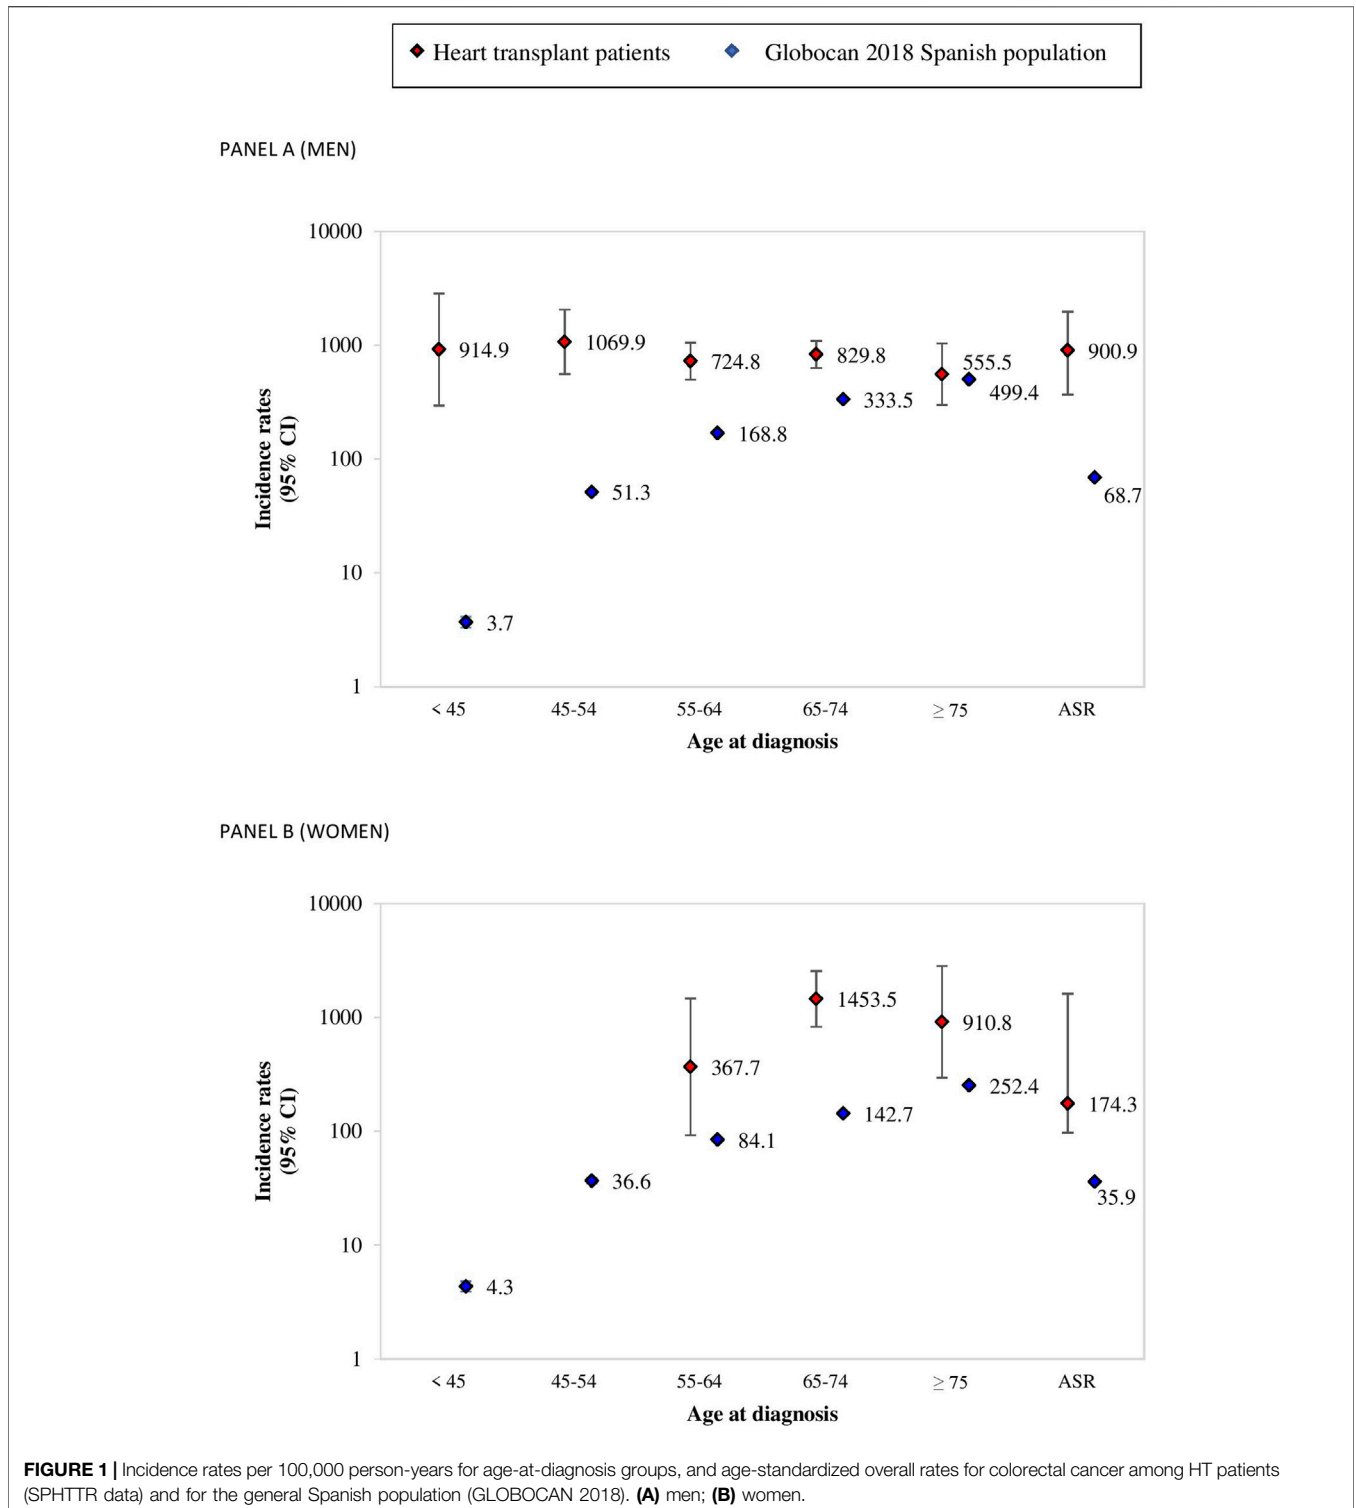 Heart transplant patients Globocan 2018 Spanish population
PANEL A (MEN)
10000
1000
100
10
1
Incidence rates
(95% CI)
914.9
1069.9
724.8
829.8
555.5
900.9
3.7
51.3
168.8
333.5
499.4
68.7
< 45 45-54 55-64 65-74 ≥ 75 ASR
Age at diagnosis
PANEL B (WOMEN)
10000
1000
100
10
1
Incidence rates
(95% CI)
367.7
1453.5
910.8
174.3
4.3
36.6
84.1
142.7
252.4
35.9
< 45 45-54 55-64 65-74 ≥ 75 ASR
Age at diagnosis
FIGURE 1 | Incidence rates per 100,000 person-years for age-at-diagnosis groups, and age-standardized overall rates for colorectal cancer among HT patients
(SPHTTR data) and for the general Spanish population (GLOBOCAN 2018). (A) men; (B) women.